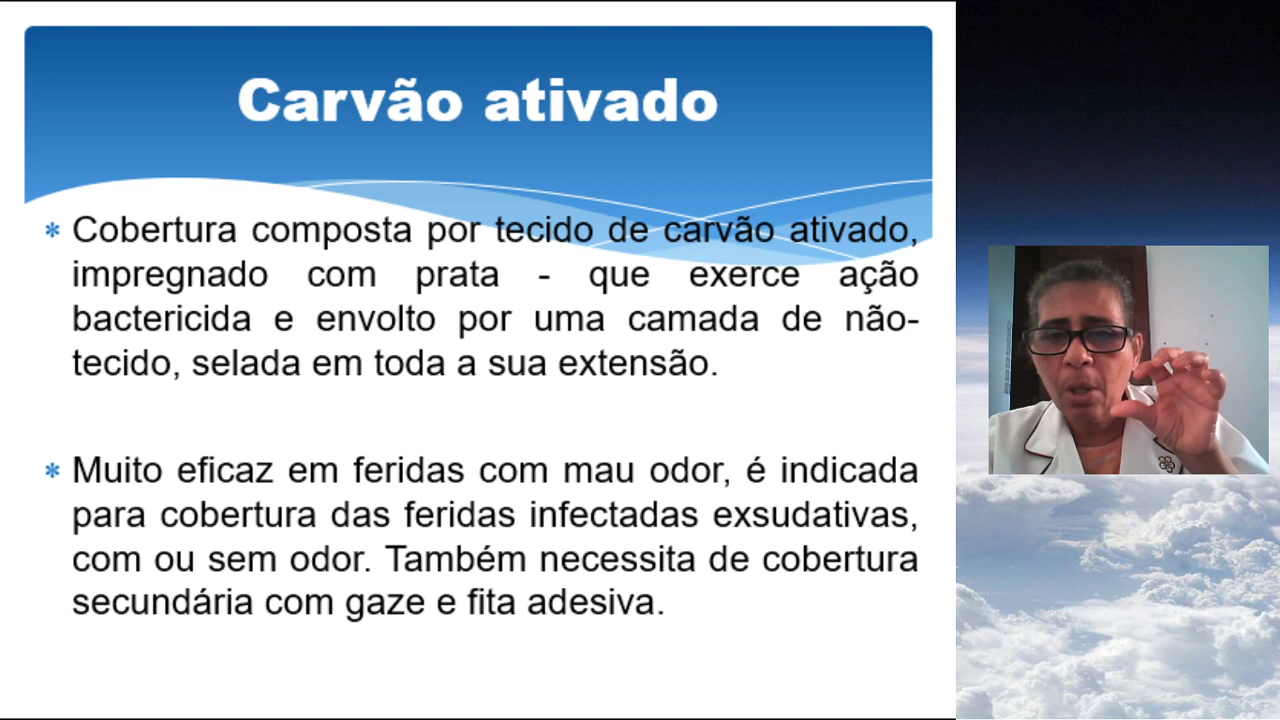 Carvão ativado
* Cobertura composta por tecido de carvão ativado,
impregnado com prata - que exerce ação
bactericida e envolto por uma camada de não-
tecido, selada em toda a sua extensão.
* Muito eficaz em feridas com mau odor, é indicada
para cobertura das feridas infectadas exsudativas,
com ou sem odor. Também necessita de cobertura
secundária com gaze e fita adesiva.